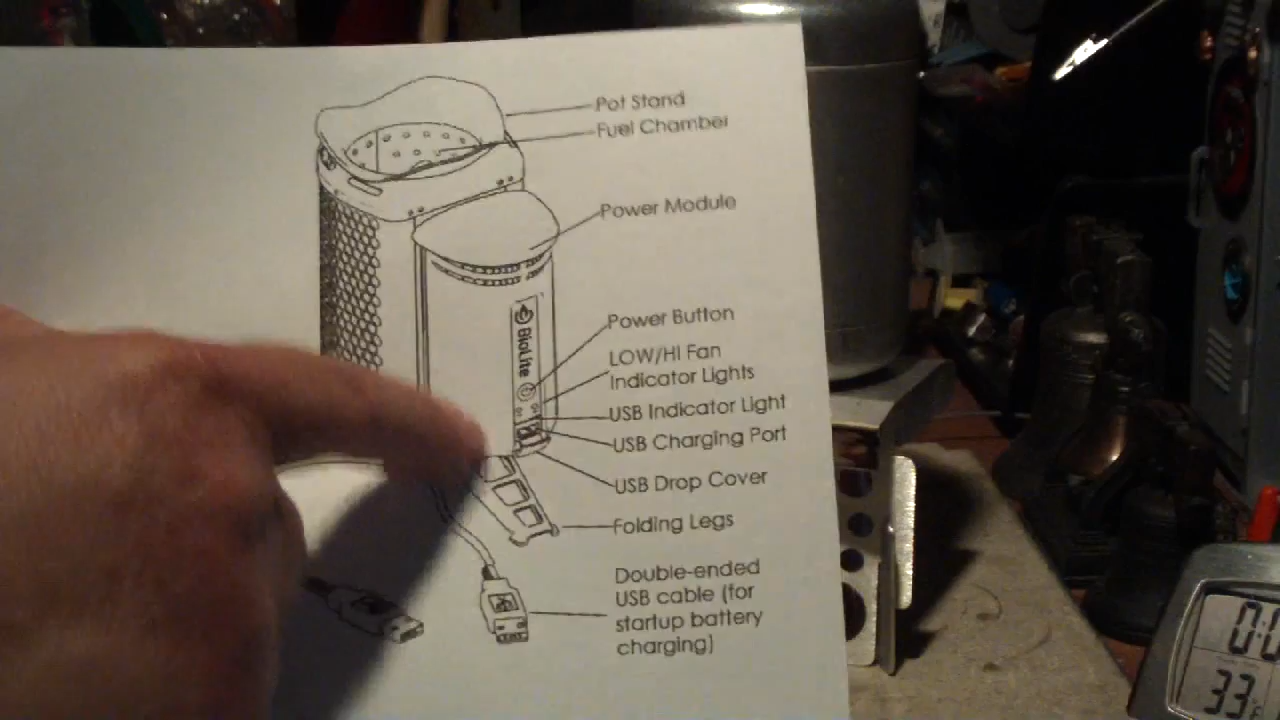 Pot Stand
Fuel Chamber
Power Module
BioLite
Power Button
LOW/HI Fan
Indicator Lights
USB Indicator Light
USB Charging Port
USB Drop Cover
Folding Legs
Double-ended
USB cable (for
startup battery
charging)
33